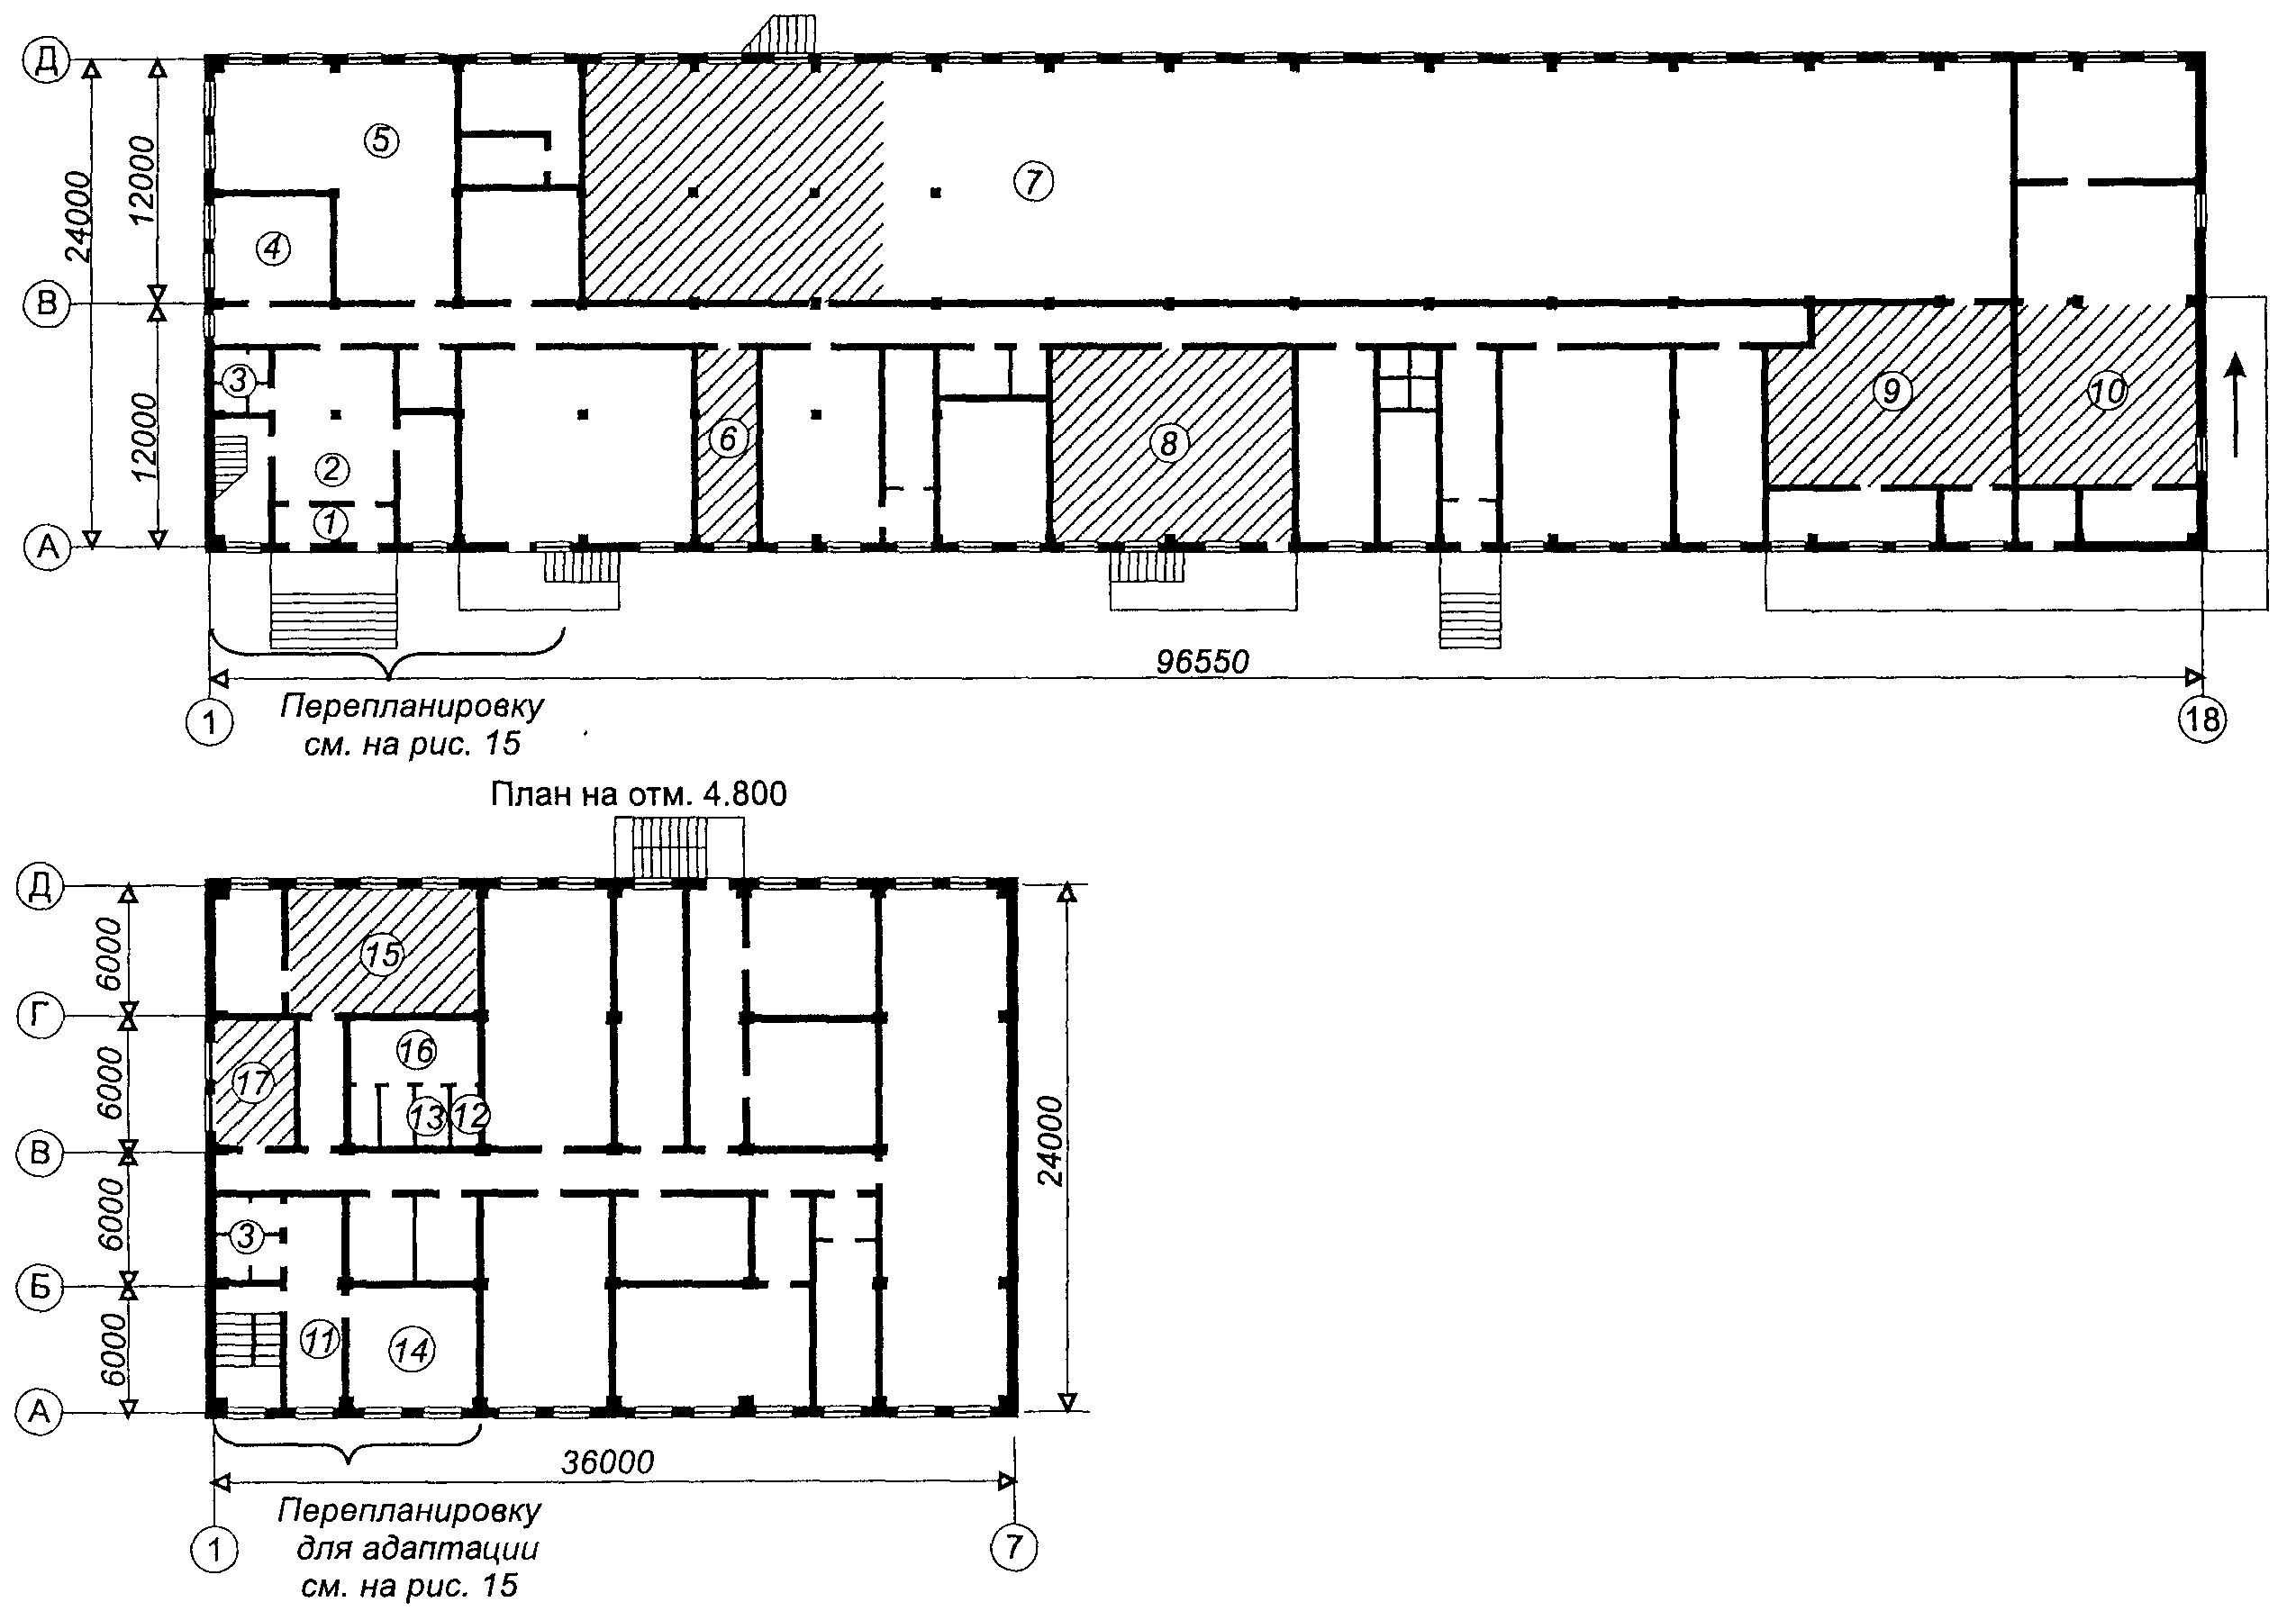 Д
5
7
12000
24000
4
В
3
9
10
12000
6
8
2
1
А
96550
Перепланировку
см. на рис. 15
1
18
План на отм. 4.800
Д
15
6000
Г
16
17
13
12
6000
В
24000
6000
3
Б
11
14
6000
А
36000
Перепланировку
для адаптации
см. на рис. 15
1
7